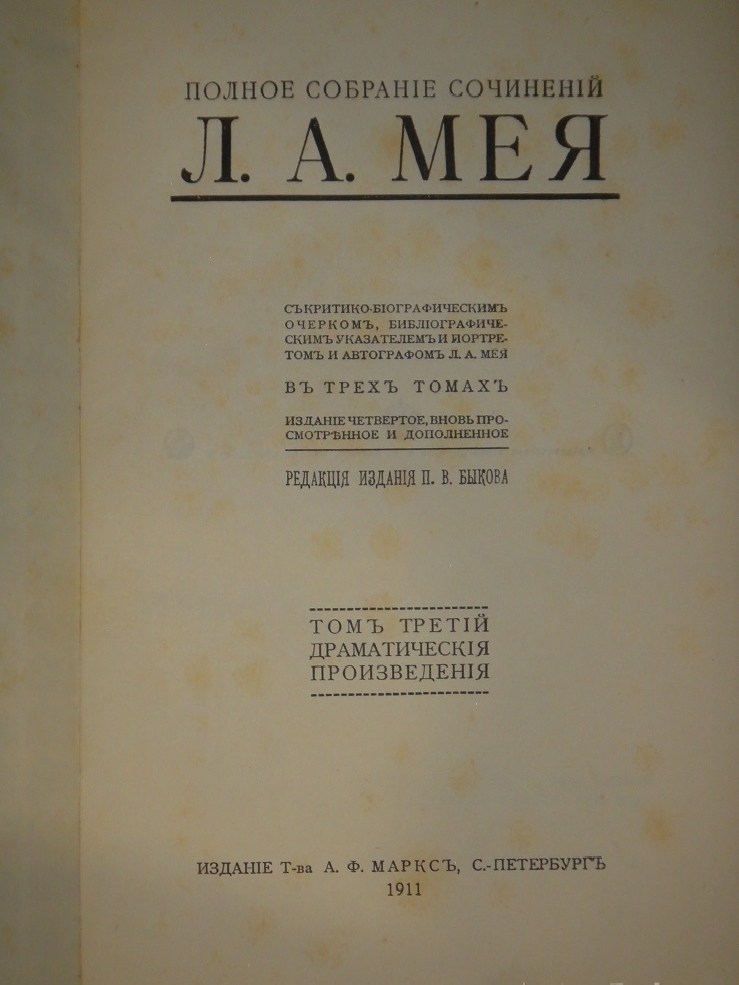 ПОЛНОЕ СОБРАНІЕ СОЧИНЕНІЙ
Л. А. МЕЯ
СЪ КРИТИКО-БІОГРАФИЧЕСКИМЪ
ОЧЕРКОМЪ, БИБЛІОГРАФИЧЕ-
СКИМЪ УКАЗАТЕЛЕМЪ И ПОРТРЕ-
ТОМЪ И АВТОГРАФОМЪ Л. А. МЕЯ
ВЪ ТРЕХЪ ТОМАХЪ
ИЗДАНІЕ ЧЕТВЕРТОЕ, ВНОВЬ ПРО-
СМОТРѢННОЕ И ДОПОЛНЕННОЕ
РЕДАКЦІЯ ИЗДАНІЯ П. В. БЫКОВА
ТОМЪ ТРЕТІЙ
ДРАМАТИЧЕСКІЯ
ПРОИЗВЕДЕНІЯ
ИЗДАНІЕ Т-ва А. Ф. МАРКСЪ, С.-ПЕТЕРБУРГЪ
1911